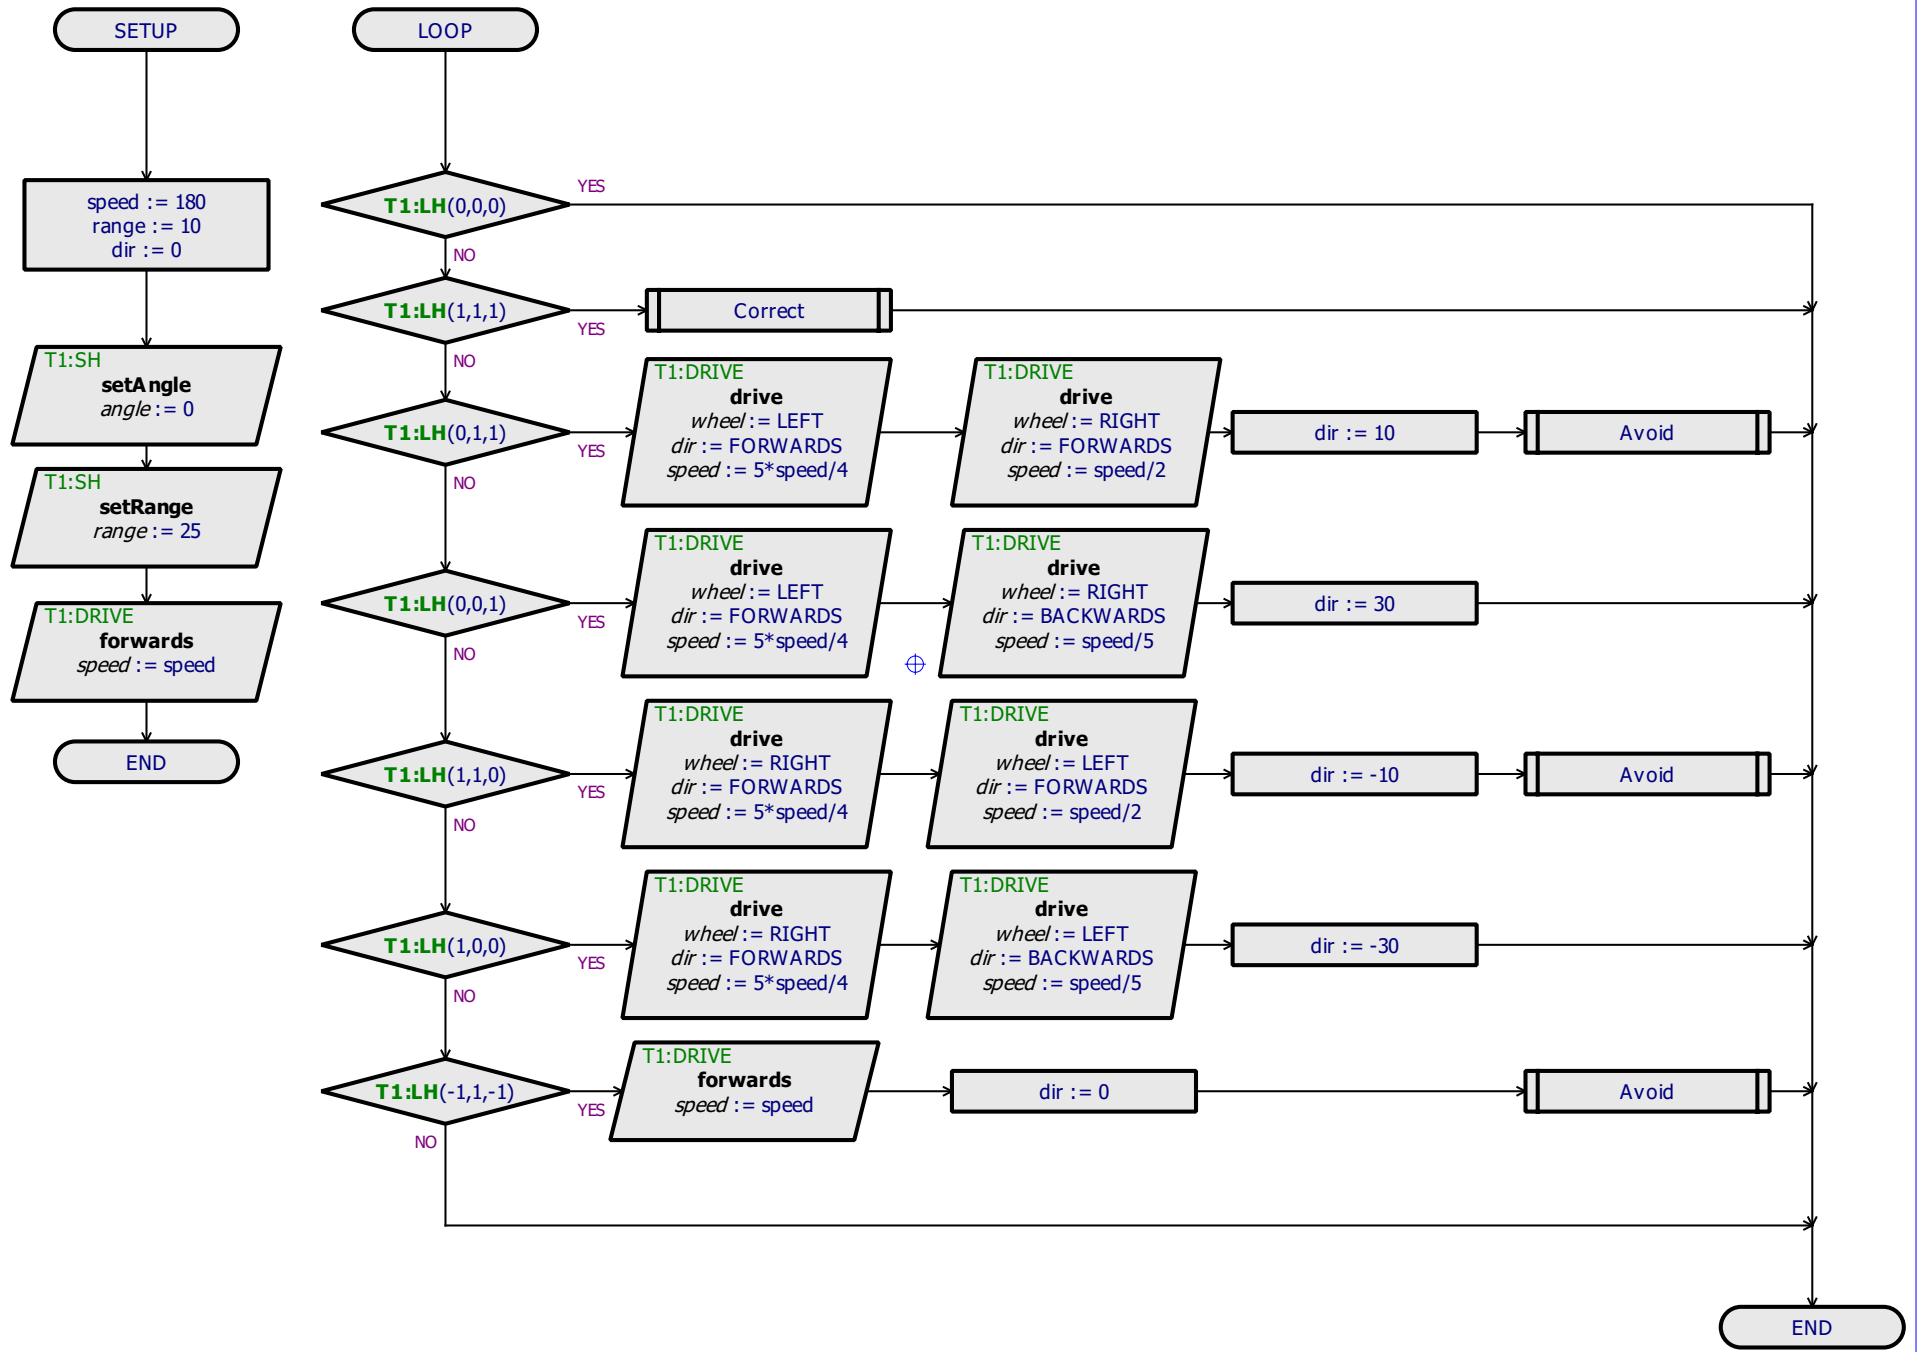 SETUP
speed := 180
range := 10
dir := 0
T1:SH
setAngle
angle := 0
T1:SH
setRange
range := 25
T1:DRIVE
forwards
speed := speed
END
LOOP
T1:LH(0,0,0)
YES
NO
T1:LH(1,1,1)
YES
Correct
NO
T1:LH(0,1,1)
YES
T1:DRIVE
drive
wheel := LEFT
dir := FORWARDS
speed := 5*speed/4
T1:DRIVE
drive
wheel := RIGHT
dir := FORWARDS
speed := speed/2
dir := 10
Avoid
NO
T1:LH(0,0,1)
YES
T1:DRIVE
drive
wheel := LEFT
dir := FORWARDS
speed := 5*speed/4
T1:DRIVE
drive
wheel := RIGHT
dir := BACKWARDS
speed := speed/5
dir := 30
NO
T1:LH(1,1,0)
YES
T1:DRIVE
drive
wheel := RIGHT
dir := FORWARDS
speed := 5*speed/4
T1:DRIVE
drive
wheel := LEFT
dir := FORWARDS
speed := speed/2
dir := -10
Avoid
NO
T1:LH(1,0,0)
YES
T1:DRIVE
drive
wheel := RIGHT
dir := FORWARDS
speed := 5*speed/4
T1:DRIVE
drive
wheel := LEFT
dir := BACKWARDS
speed := speed/5
dir := -30
NO
T1:LH(-1,1,-1)
YES
T1:DRIVE
forwards
speed := speed
dir := 0
Avoid
NO
END